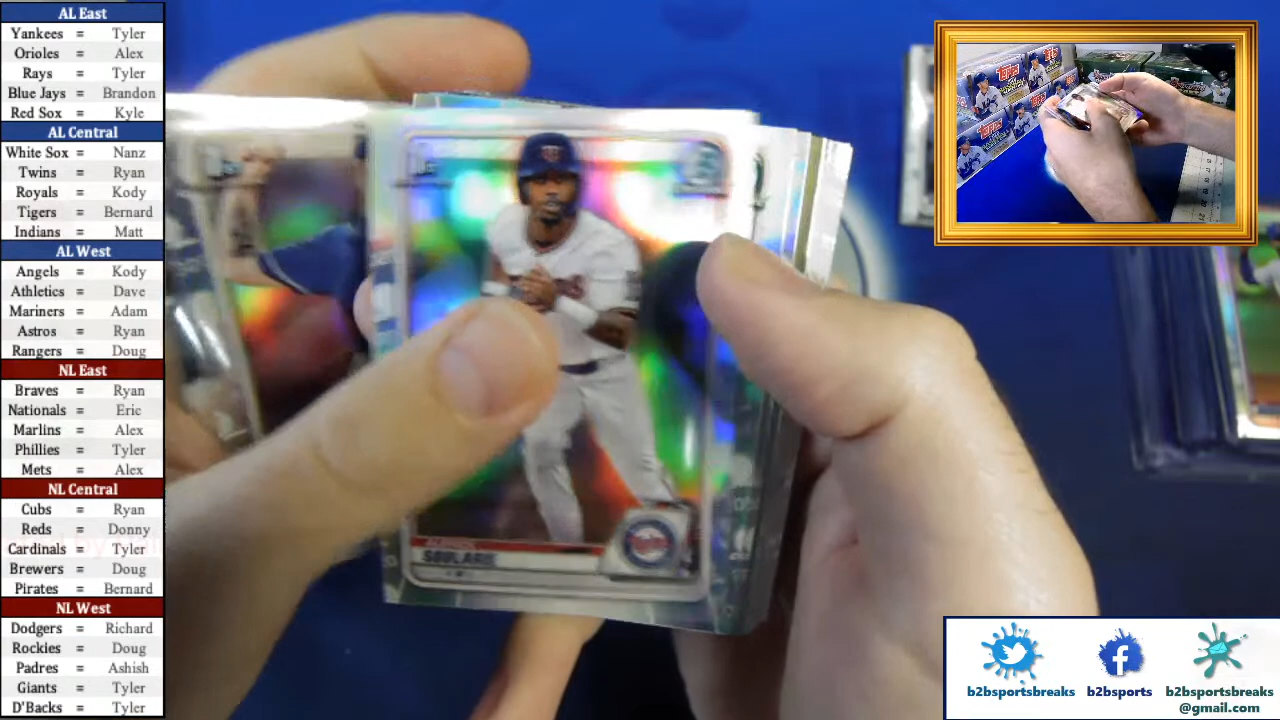 AL East
Yankees = Tyler
Orioles = Alex
Rays = Tyler
Blue Jays = Brandon
Red Sox = Kyle
AL Central
White Sox = Nanz
Twins = Ryan
Royals = Kody
Tigers = Bernard
Indians = Matt
AL West
Angels = Kody
Athletics = Dave
Mariners = Adam
Astros = Ryan
Rangers = Doug
NL East
Braves = Ryan
Nationals = Eric
Marlins = Alex
Phillies = Tyler
Mets = Alex
NL Central
Cubs = Ryan
Reds = Donny
Cardinals = Tyler
Brewers = Doug
Pirates = Bernard
NL West
Dodgers = Richard
Rockies = Doug
Padres = Ashish
Giants = Tyler
D'Backs = Tyler
b2bsportsbreaks
b2bsports
b2bsportsbreaks
@gmail.com